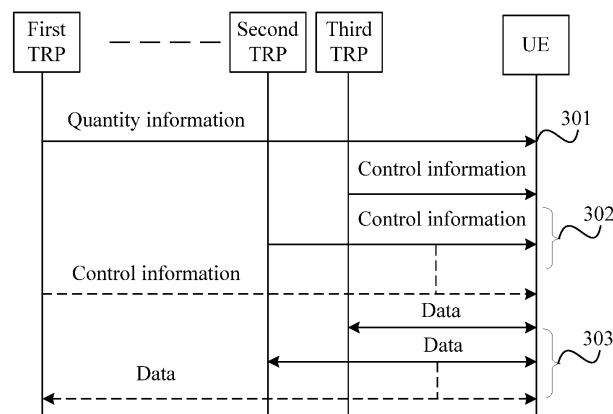 First
TRP
Second
TRP
Third
TRP
UE
Quantity information
301
Control information
Control information
302
Control information
Data
Data
303
Data